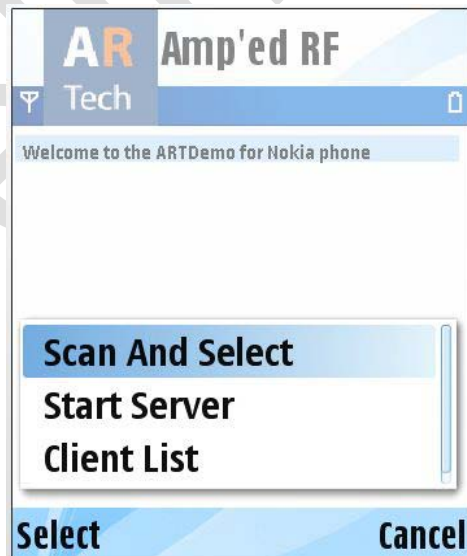 AR Amp'ed RF
Tech
Welcome to the ARTDemo for Nokia phone
Scan And Select
Start Server
Client List
Select Cancel